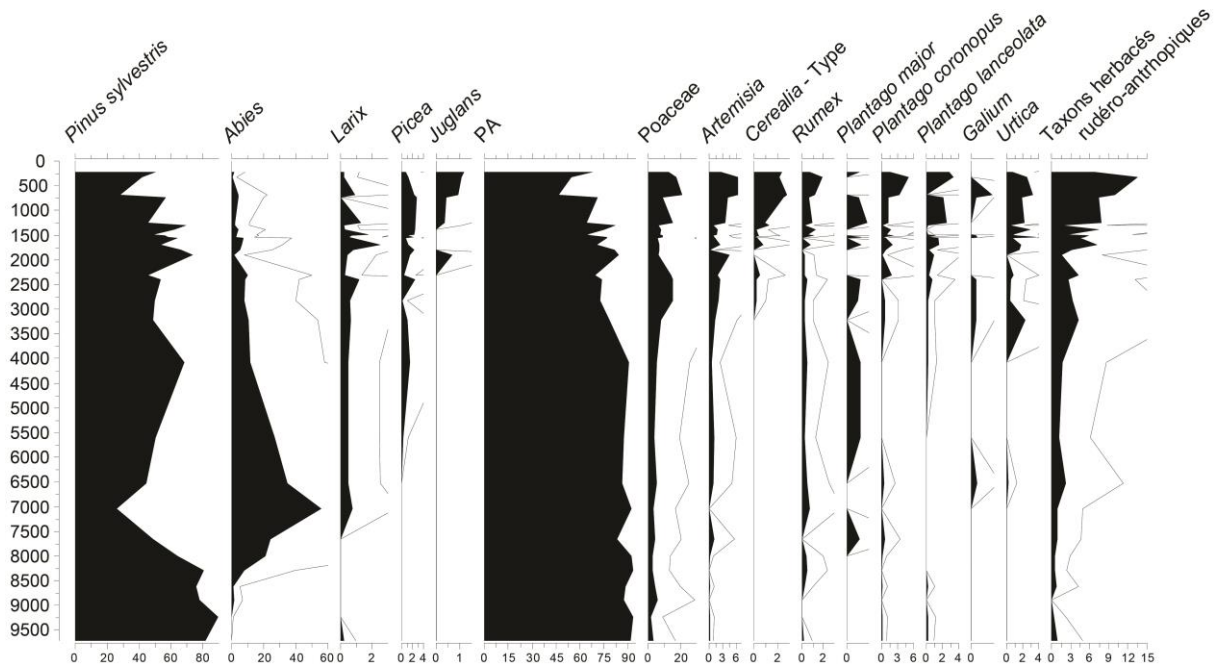 Pinus sylvestris
Abies
Larix
Picea
Juglans
PA
Poaceae
Artemisia
Cerealia - Type
Rumex
Plantago major
Plantago coronopus
Plantago lanceolata
Galium
Urtica
Taxons herbacés
rudéro-antrhopiques
0
500
1000
1500
2000
2500
3000
3500
4000
4500
5000
5500
6000
6500
7000
7500
8000
8500
9000
9500
0 20 40 60 80
0 20 40 60
0 2
0 2 4
0 1
0 15 30 45 60 75 90
0 20
0 3 6
0 2
0 2
0
0 3 6
0 2 4
0
0 2 4
0 3 6 9 12 15